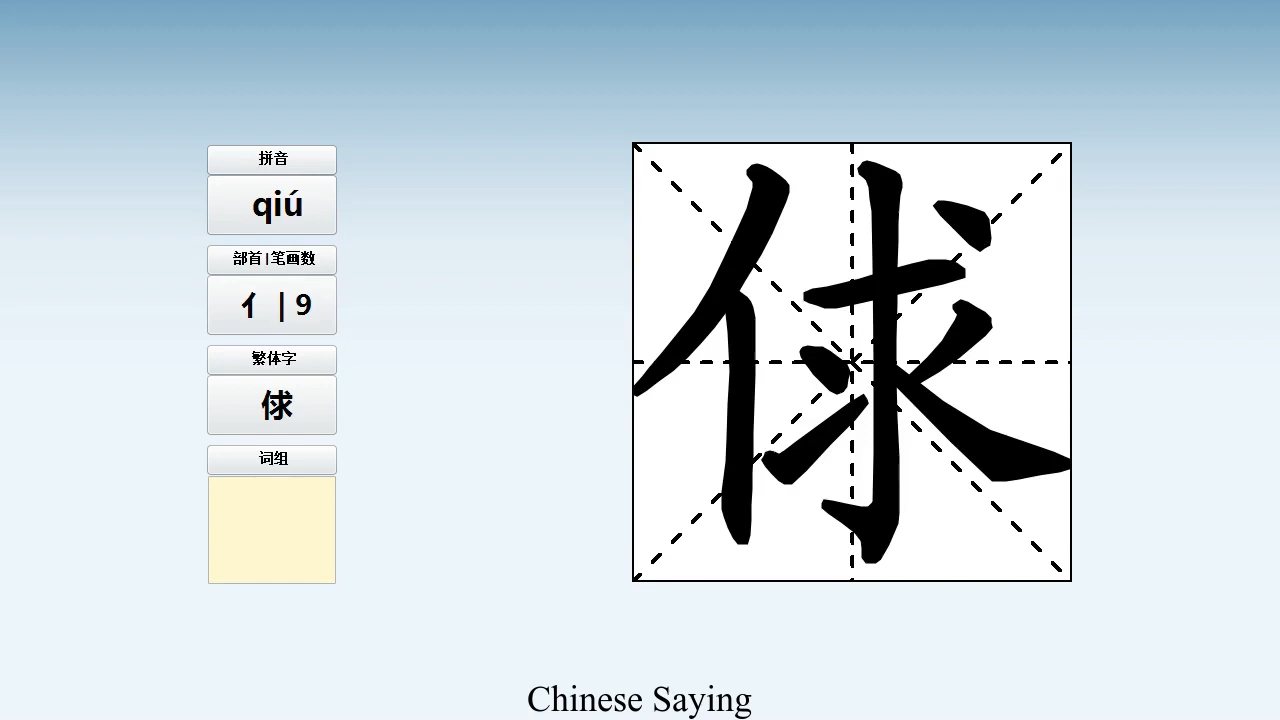 拼音
qiú
部首|笔画数
亻 | 9
繁体字
俅
词组
俅
Chinese Saying